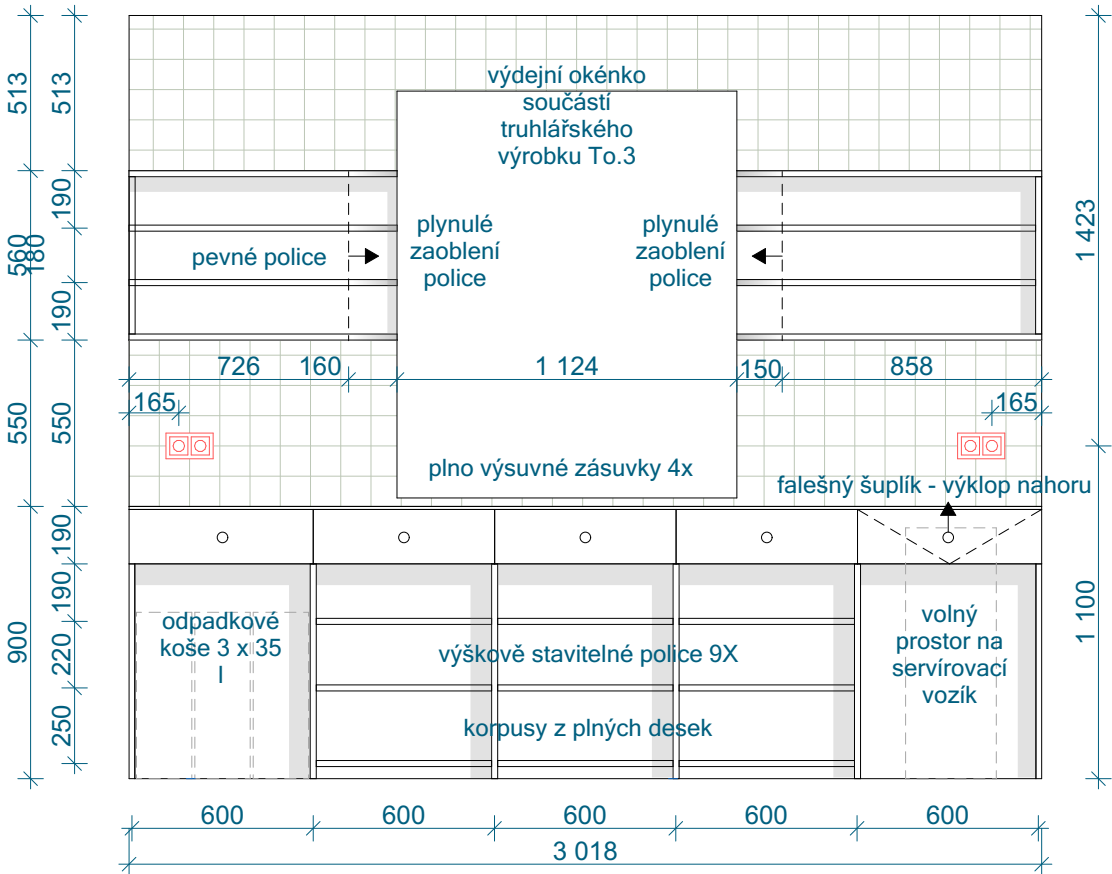 výdejní okénko
součástí
truhlářského
výrobku To.3
513
513
190
560
180
190
1 423
plynulé
zaoblení
police
plynulé
zaoblení
police
pevné police
726
160
1 124
150
858
165
165
550
550
plno výsuvné zásuvky 4x
falešný šuplík - výklop nahoru
190
190
900
220
250
1 100
odpadkové
koše 3 x 35
l
výškově stavitelné police 9X
korpusy z plných desek
volný
prostor na
servírovací
vozík
600
600
600
600
600
3 018